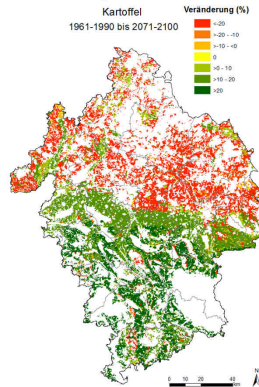 Kartoffel
1961-1990 bis 2071-2100
Veränderung (%)
<-20
>-20 - -10
>-10 - <0
0
>0 - 10
>10 - 20
>20
0 10 20 40
km
N